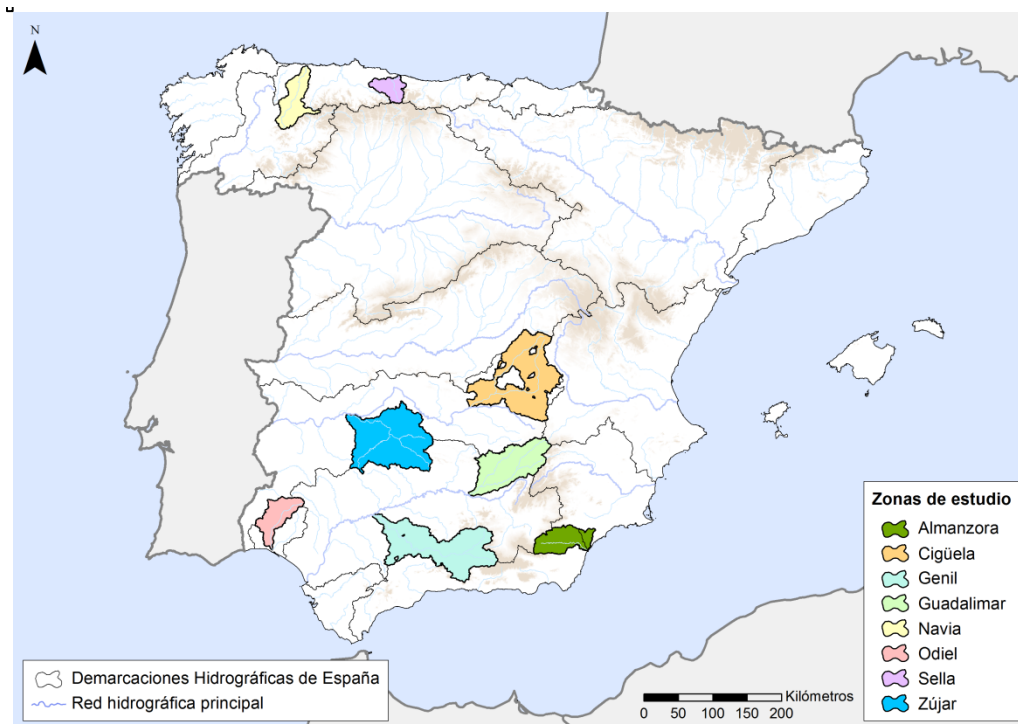 N
Zonas de estudio
Almanzora
Cigüela
Genil
Guadalimar
Navia
Odiel
Sella
Zújar
Demarcaciones Hidrográficas de España
Red hidrográfica principal
Kilómetros
0 50 100 150 200